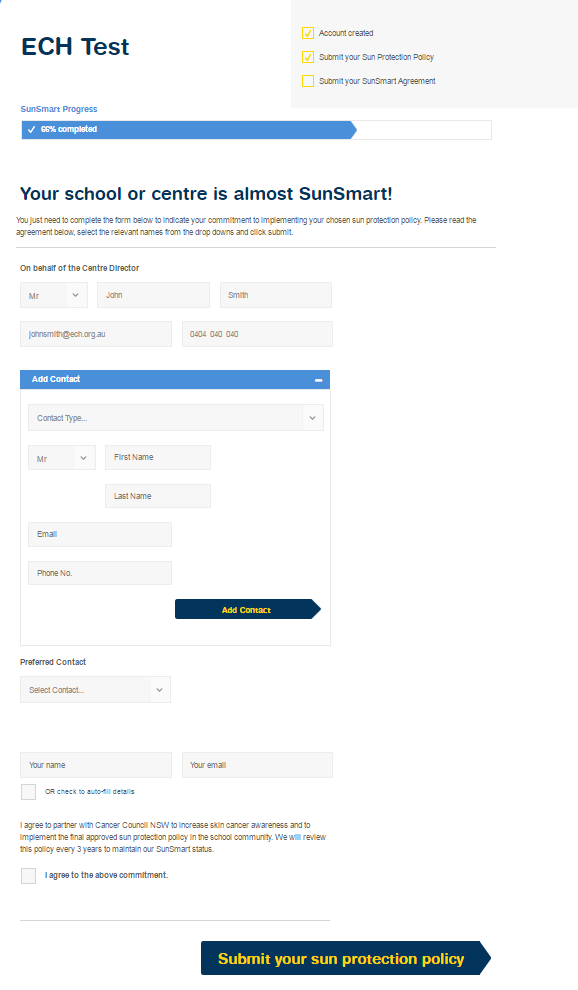 ECH Test
Account created
Submit your Sun Protection Policy
Submit your SunSmart Agreement
SunSmart Progress
66% completed
Your school or centre is almost SunSmart!
You just need to complete the form below to indicate your commitment to implementing your chosen sun protection policy. Please read the
agreement below, select the relevant names from the drop downs and click submit.
On behalf of the Centre Director
Mr John Smith
johnsmith@ech.org.au 0404 040 040
Add Contact
Contact Type...
Mr First Name
Last Name
Email
Phone No.
Add Contact
Preferred Contact
Select Contact...
Your name Your email
OR check to auto-fill details
I agree to partner with Cancer Council NSW to increase skin cancer awareness and to
implement the final approved sun protection policy in the school community. We will review
this policy every 3 years to maintain our SunSmart status.
I agree to the above commitment.
Submit your sun protection policy